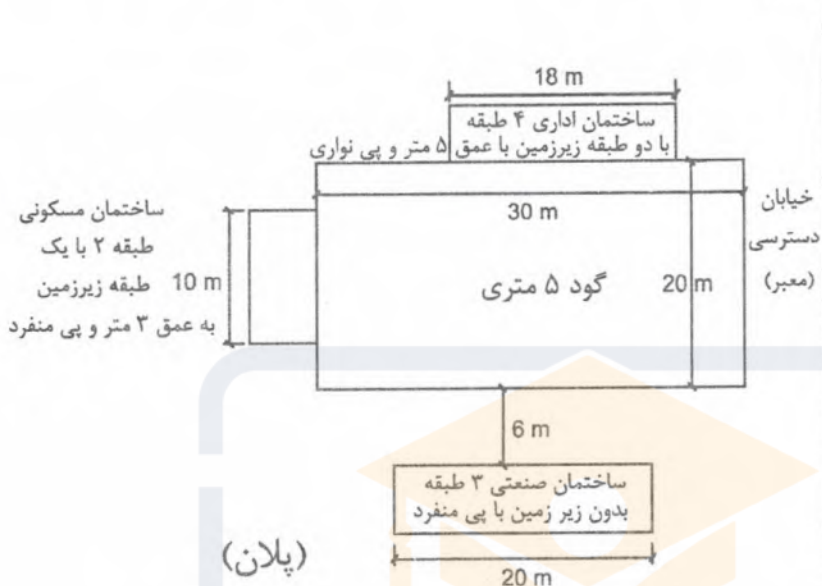 18 m
ساختمان اداری ۴ طبقه
با دو طبقه زیرزمین با عمق ۵ متر و پی نواری
30 m
خیابان
دسترسی
(معبر)
ساختمان مسکونی
طبقه ۲ با یک
طبقه زیرزمین
به عمق ۳ متر و پی منفرد
10 m
گود ۵ متری
20 m
6 m
ساختمان صنعتی ۳ طبقه
بدون زیر زمین با پی منفرد
20 m
(پلان)